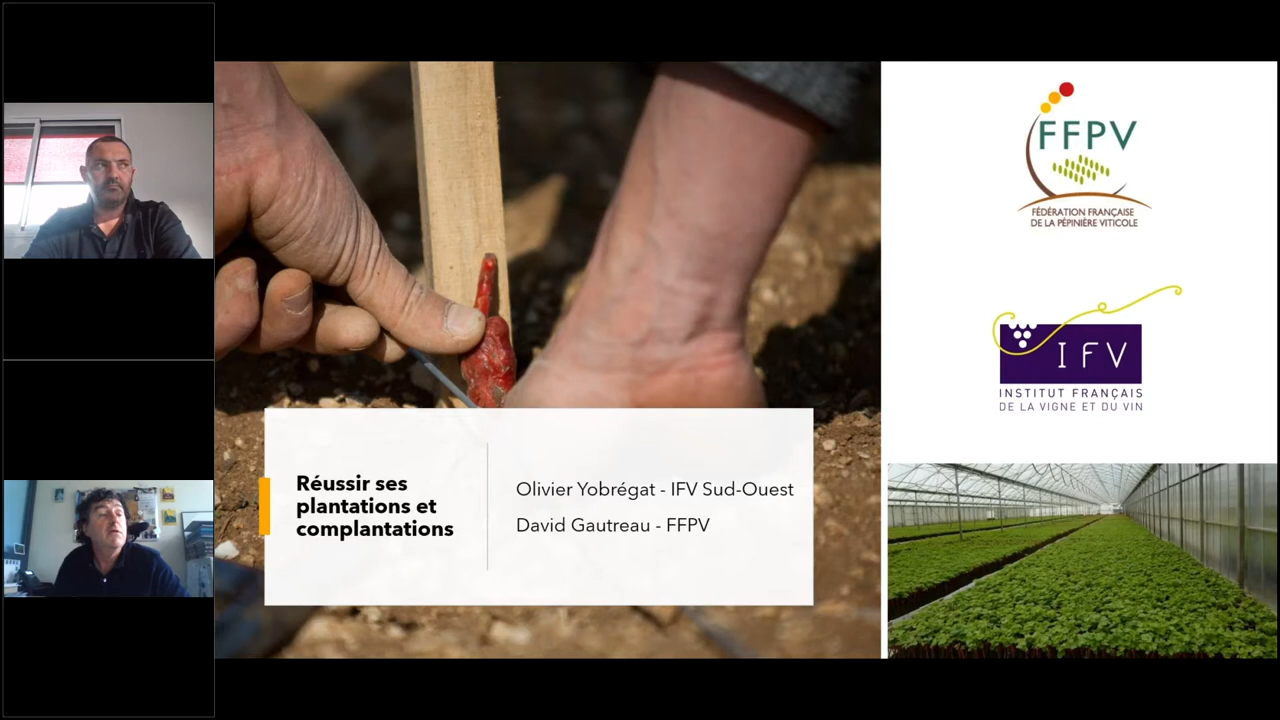 FFPV
FÉDÉRATION FRANÇAISE
DE LA PÉPINIÈRE VITICOLE
IFV
INSTITUT FRANÇAIS
DE LA VIGNE ET DU VIN
Réussir ses
plantations et
complantations
Olivier Yobrégat - IFV Sud-Ouest
David Gautreau - FFPV